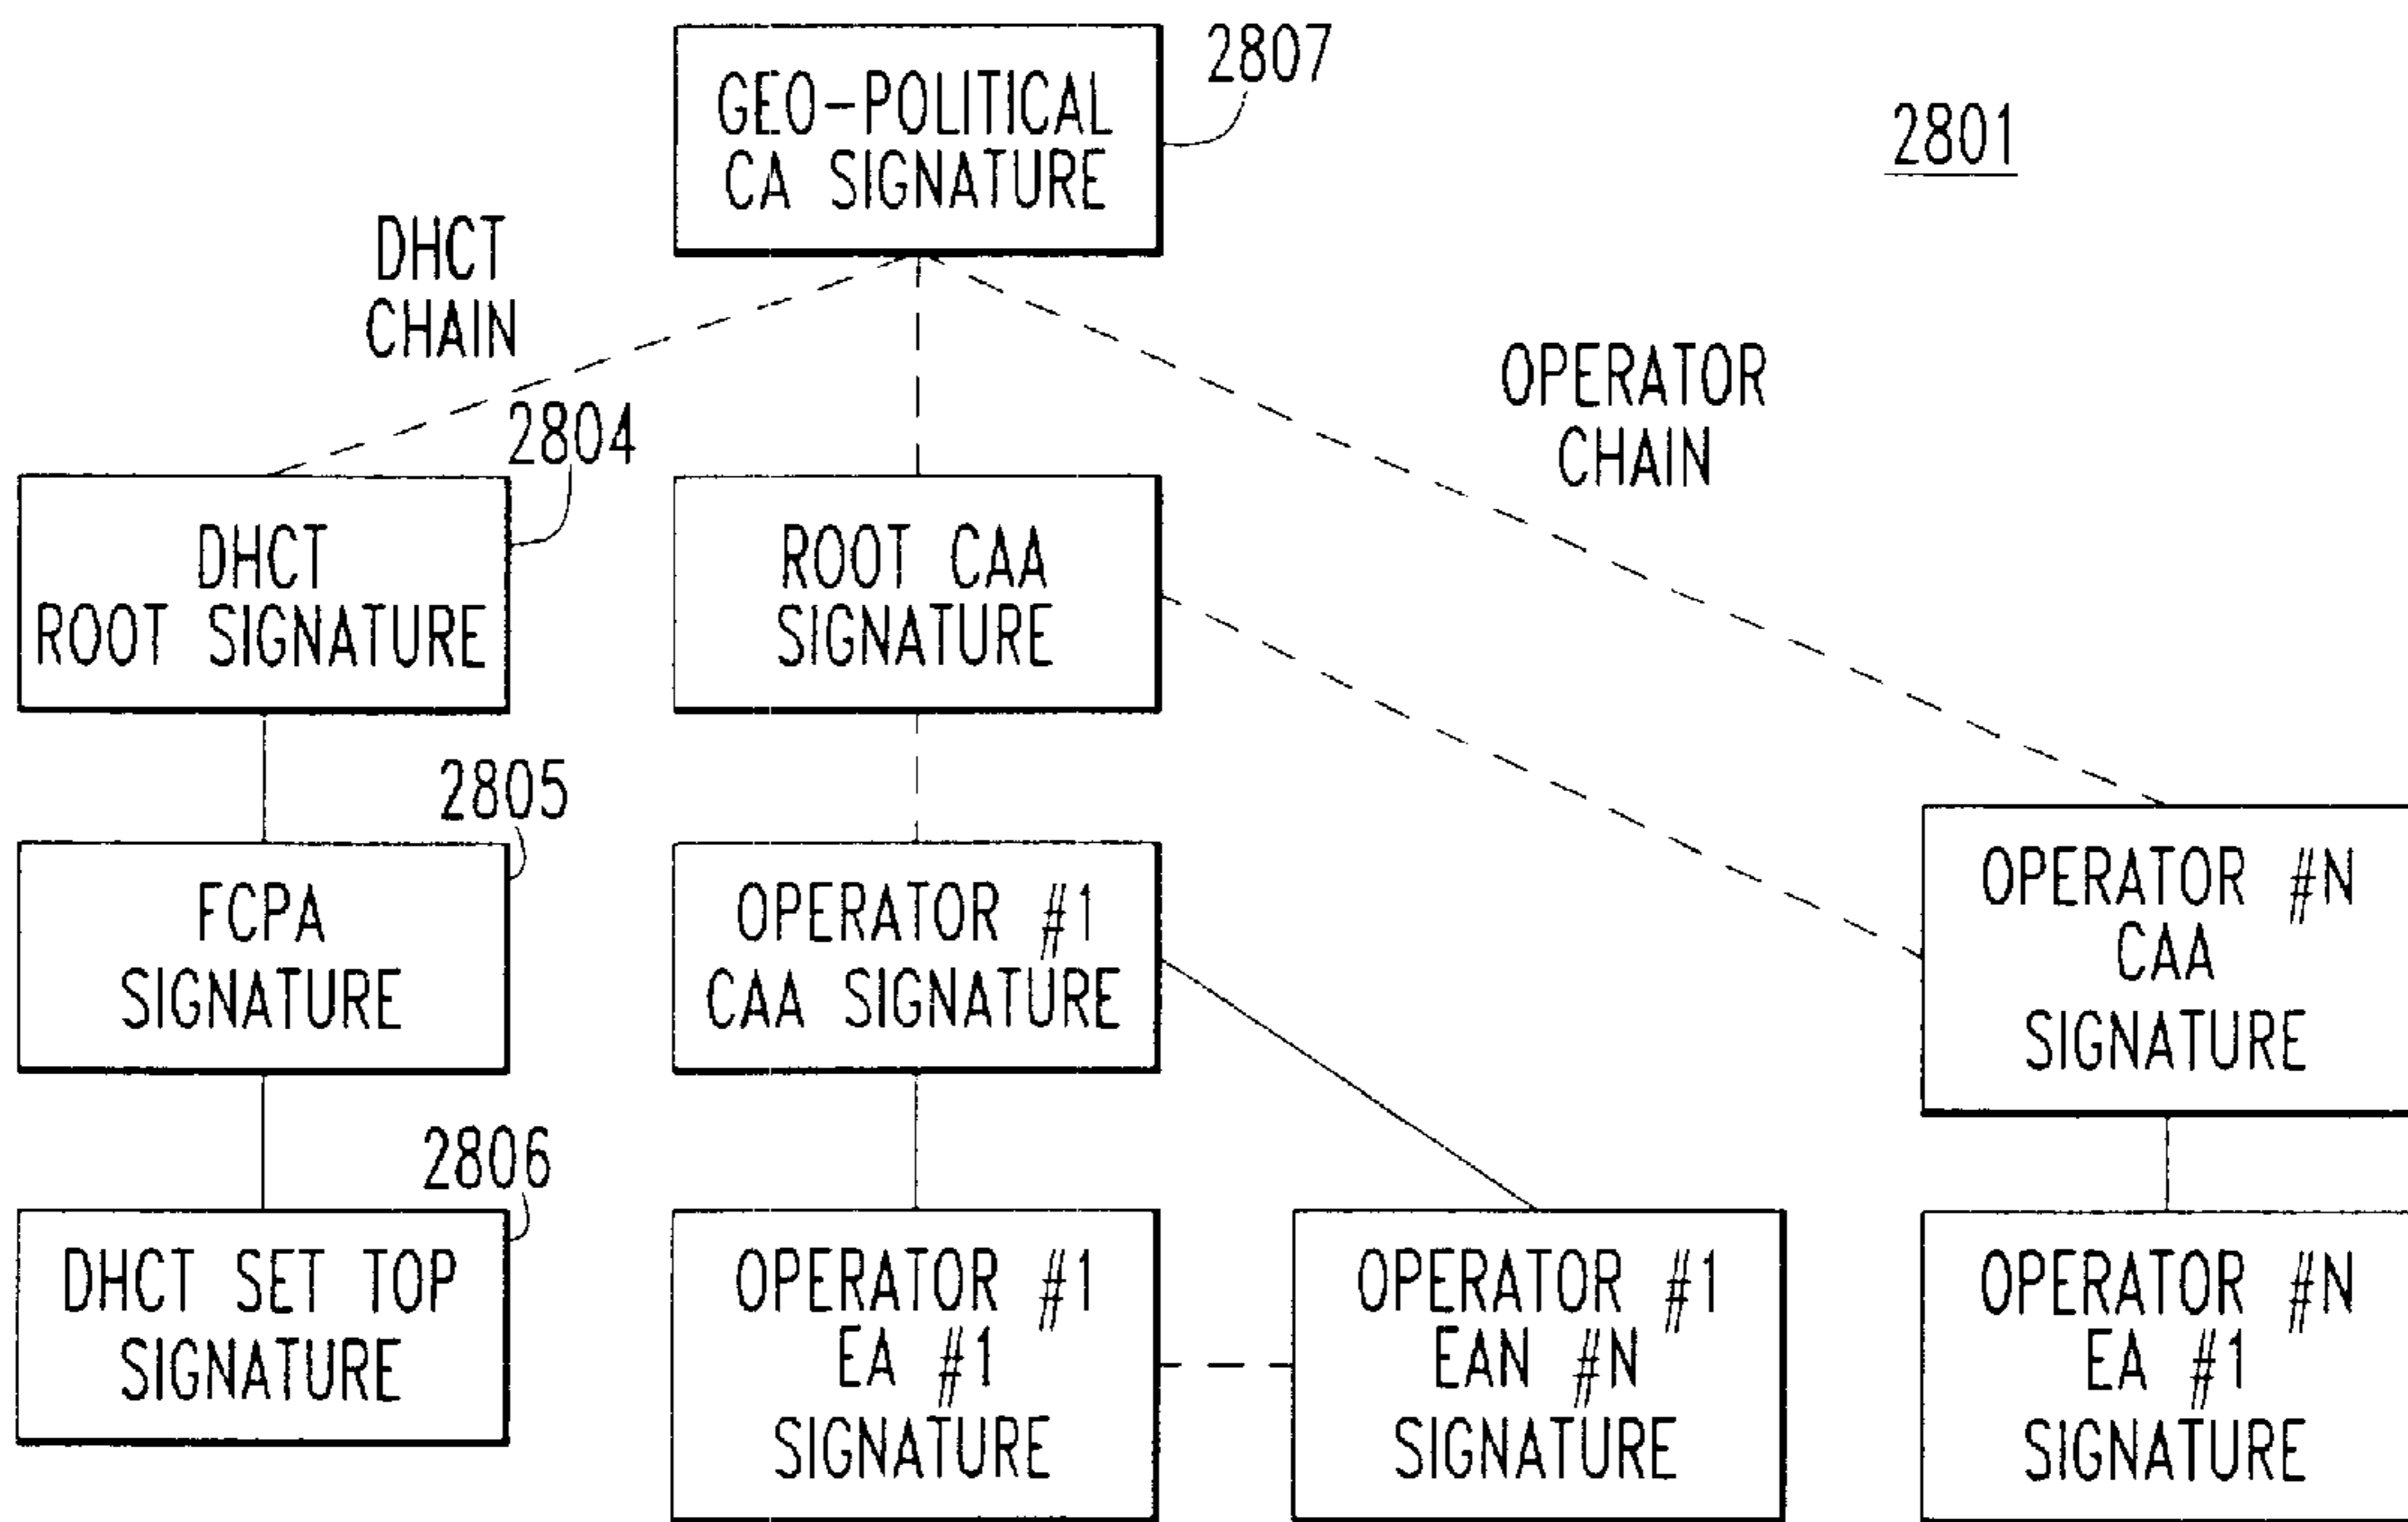 GEO-POLITICAL
CA SIGNATURE
2807
2801
DHCT
CHAIN
OPERATOR
CHAIN
2804
DHCT
ROOT SIGNATURE
ROOT CAA
SIGNATURE
2805
FCPA
SIGNATURE
OPERATOR #1
CAA SIGNATURE
OPERATOR #N
CAA
SIGNATURE
2806
DHCT SET TOP
SIGNATURE
OPERATOR #1
EA #1
SIGNATURE
OPERATOR #1
EAN #N
SIGNATURE
OPERATOR #N
EA #1
SIGNATURE